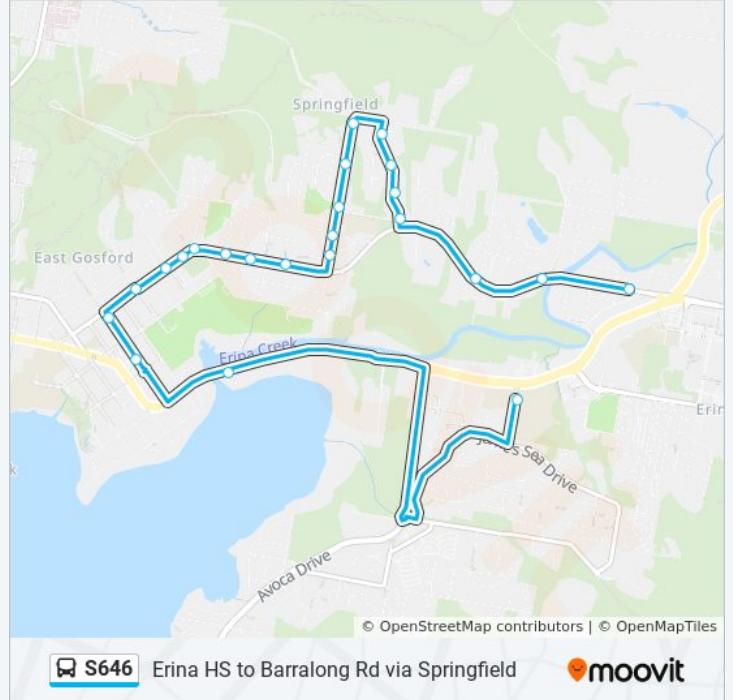 Springfield
East Gosford
Erina Creek
Erin
James Sea Drive
k
Avoca Drive
© OpenStreetMap contributors | © OpenMapTiles
S646 Erina HS to Barralong Rd via Springfield moovit